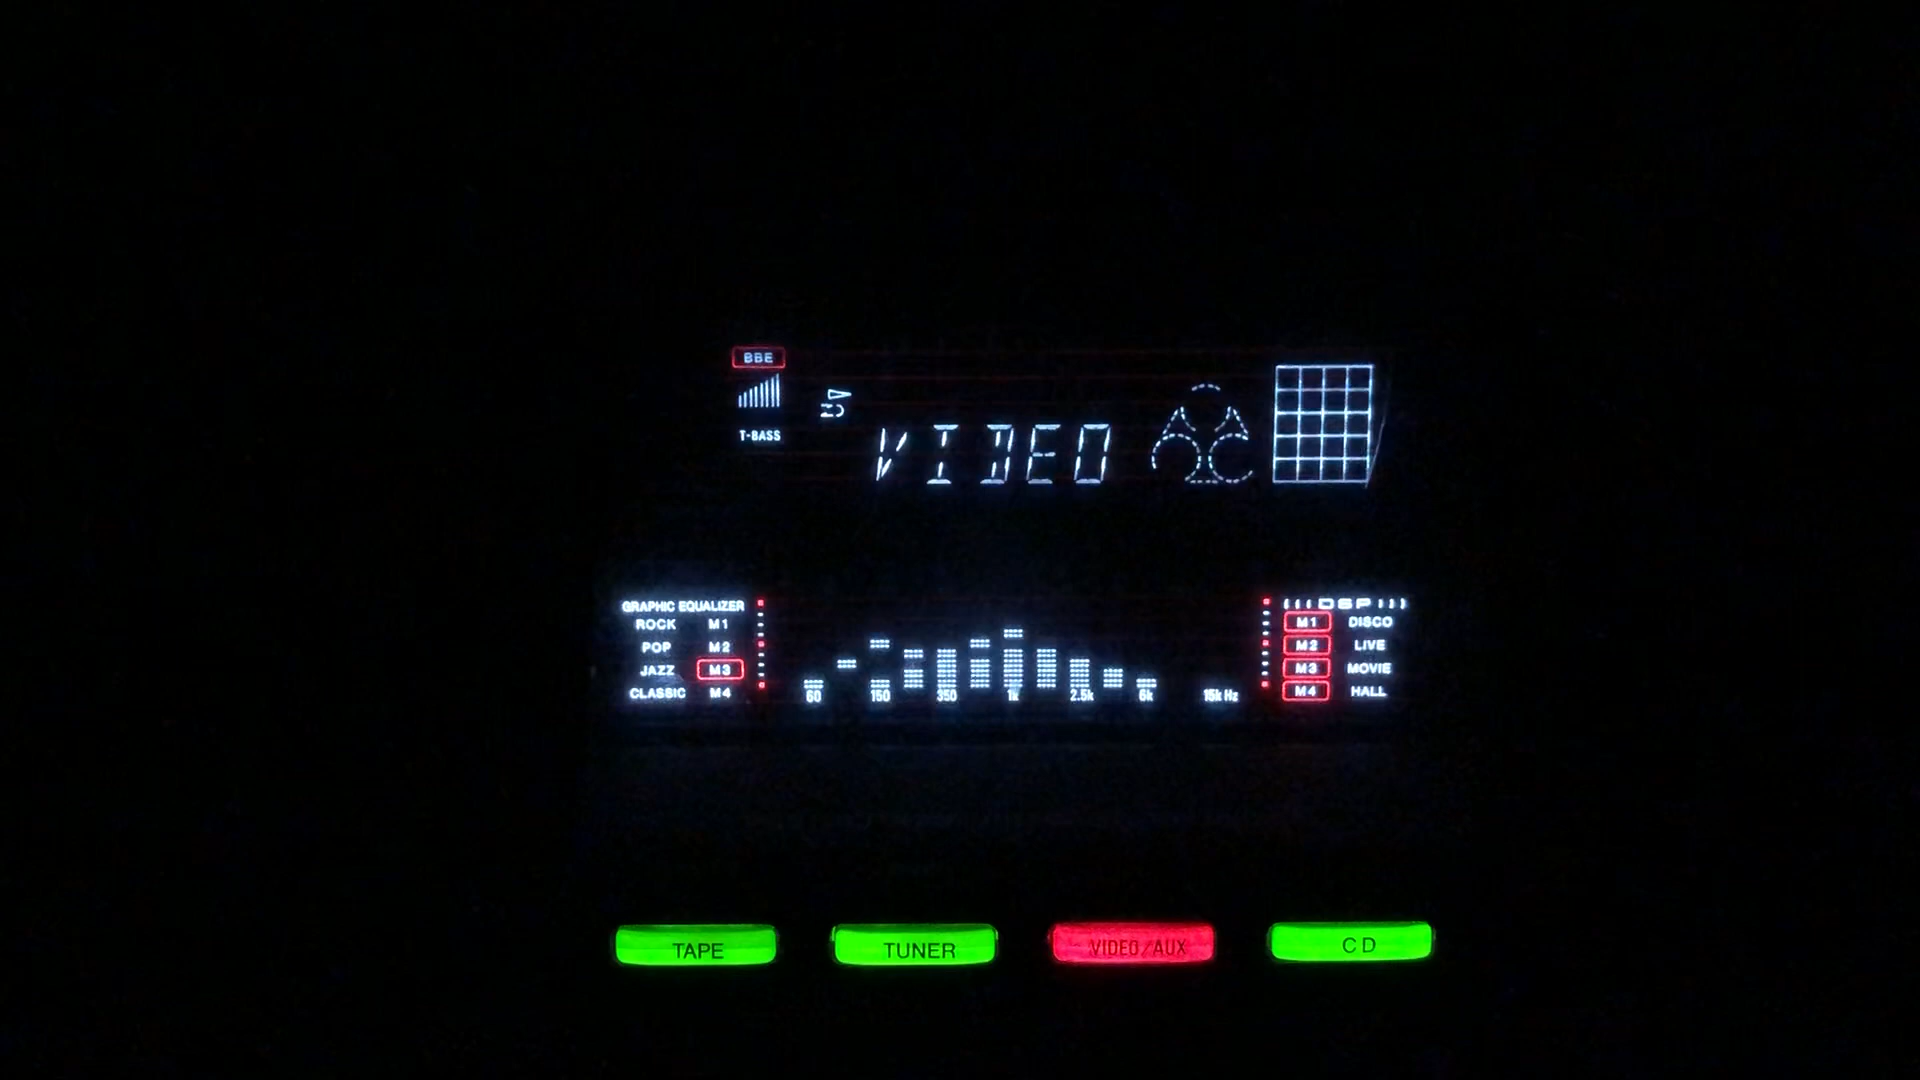 BBE
T-BASS
VIDEO
GRAPHIC EQUALIZER
ROCK M1
POP M2
JAZZ M3
CLASSIC M4
60 150 350 1k 2.5k 6k 15k Hz
DSP
M1 DISCO
M2 LIVE
M3 MOVIE
M4 HALL
TAPE TUNER VIDEO/AUX CD